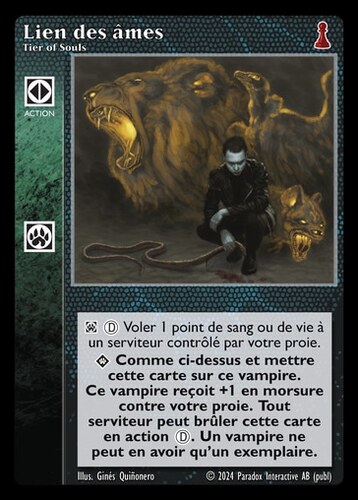 Lien des âmes
Tier of Souls
ACTION
Ⓓ Voler 1 point de sang ou de vie à
un serviteur contrôlé par votre proie.
Comme ci-dessus et mettre
cette carte sur ce vampire.
Ce vampire reçoit +1 en morsure
contre votre proie. Tout
serviteur peut brûler cette carte
en action Ⓓ. Un vampire ne
peut en avoir qu'un exemplaire.
Illus. Ginés Quiñonero © 2024 Paradox Interactive AB (publ)